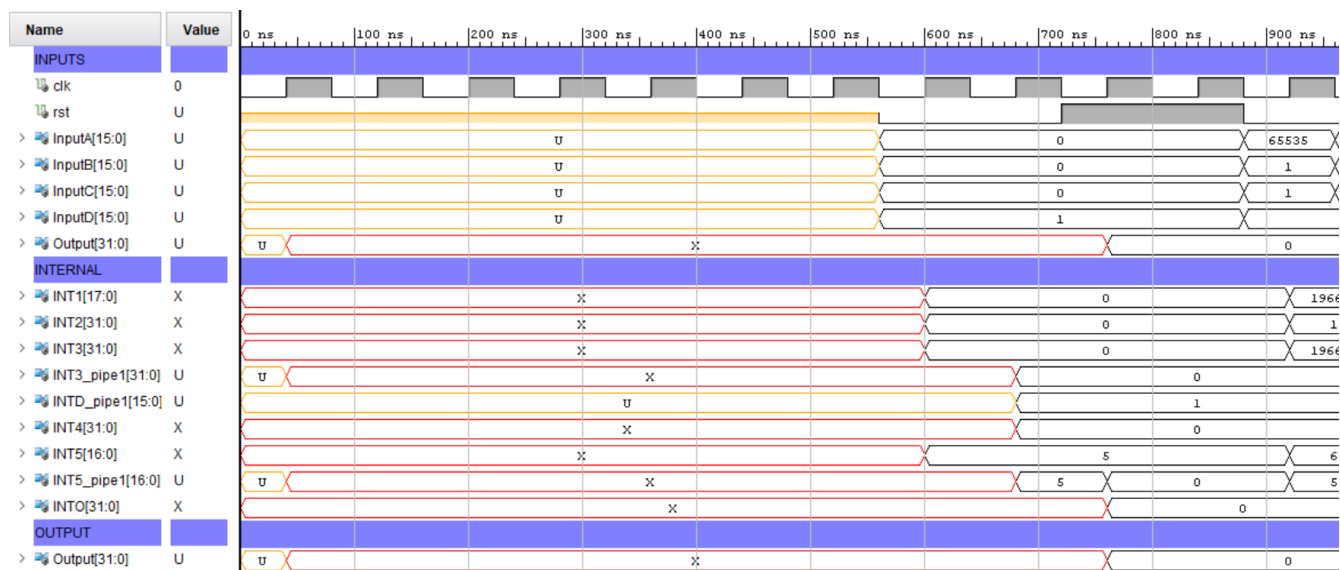 Name Value 0 ns 100 ns 200 ns 300 ns 400 ns 500 ns 600 ns 700 ns 800 ns 900 ns
INPUTS
clk 0
rst U
InputA[15:0] U U 0 65535
InputB[15:0] U U 0 1
InputC[15:0] U U 0 1
InputD[15:0] U U 1
Output[31:0] U U X 0
INTERNAL
INT1[17:0] X X 0 1966
INT2[31:0] X X 0 1
INT3[31:0] X X 0 1966
INT3_pipe1[31:0] U U X 0
INTD_pipe1[15:0] U U 1
INT4[31:0] X X 0
INT5[16:0] X X 5 6
INT5_pipe1[16:0] U U X 5 0 5
INTO[31:0] X X 0
OUTPUT
Output[31:0] U U X 0